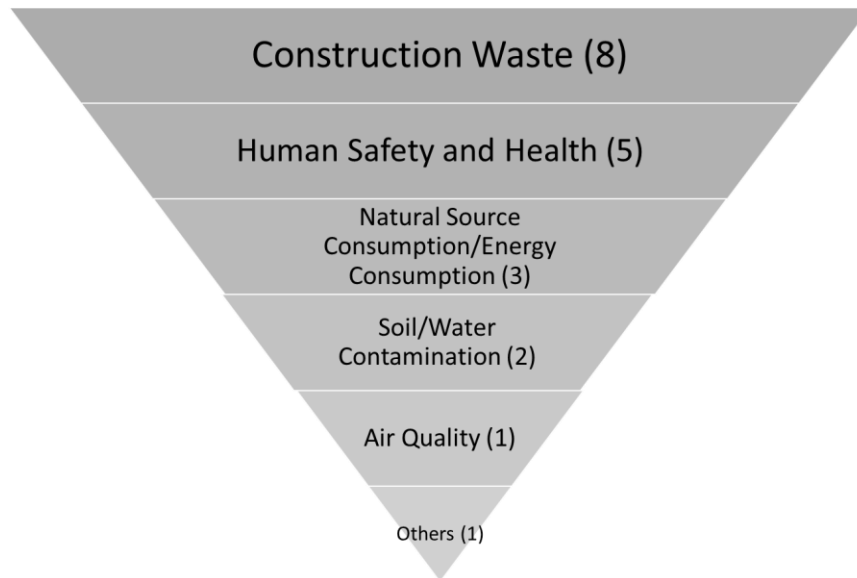 Construction Waste (8)
Human Safety and Health (5)
Natural Source
Consumption/Energy
Consumption (3)
Soil/Water
Contamination (2)
Air Quality (1)
Others (1)